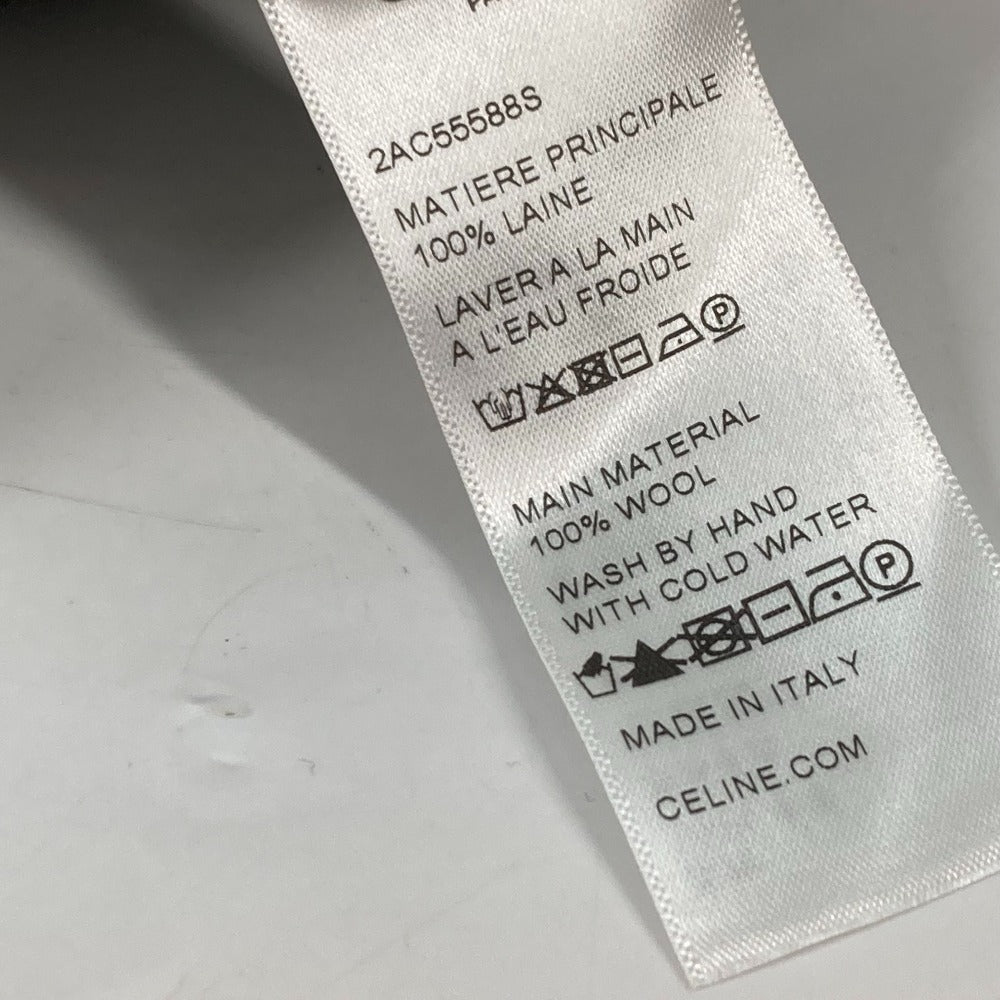 2AC55588S
MATIERE PRINCIPALE
100% LAINE
LAVER A LA MAIN
A L'EAU FROIDE
P
MAIN MATERIAL
100% WOOL
WASH BY HAND
WITH COLD WATER
P
MADE IN ITALY
CELINE.COM